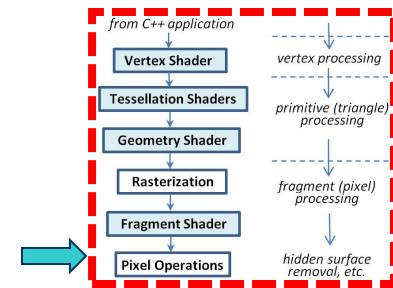 from C++ application
Vertex Shader
vertex processing
Tessellation Shaders
primitive (triangle)
processing
Geometry Shader
Rasterization
fragment (pixel)
processing
Fragment Shader
Pixel Operations
hidden surface
removal, etc.